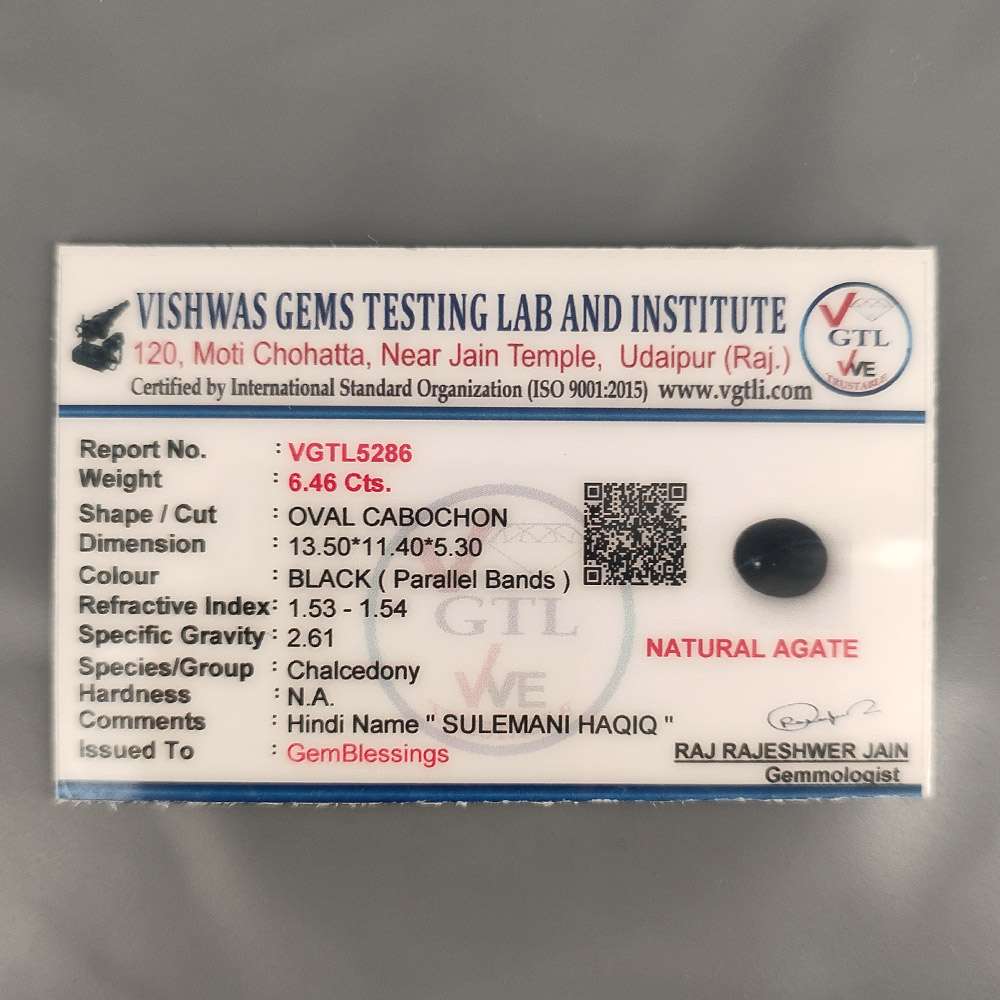 VISHWAS GEMS TESTING LAB AND INSTITUTE
120, Moti Chohatta, Near Jain Temple, Udaipur (Raj.)
Certified by International Standard Organization (ISO 9001:2015) www.vgtli.com
GTL
WE
TRUSTABLE
Report No. : VGTL5286
Weight : 6.46 Cts.
Shape / Cut : OVAL CABOCHON
Dimension : 13.50*11.40*5.30
Colour : BLACK ( Parallel Bands )
Refractive Index : 1.53 - 1.54
Specific Gravity : 2.61
Species/Group : Chalcedony
Hardness : N.A.
Comments : Hindi Name " SULEMANI HAQIQ "
Issued To : GemBlessings
GTL
WE
NATURAL AGATE
RAJ RAJESHWER JAIN
Gemmologist